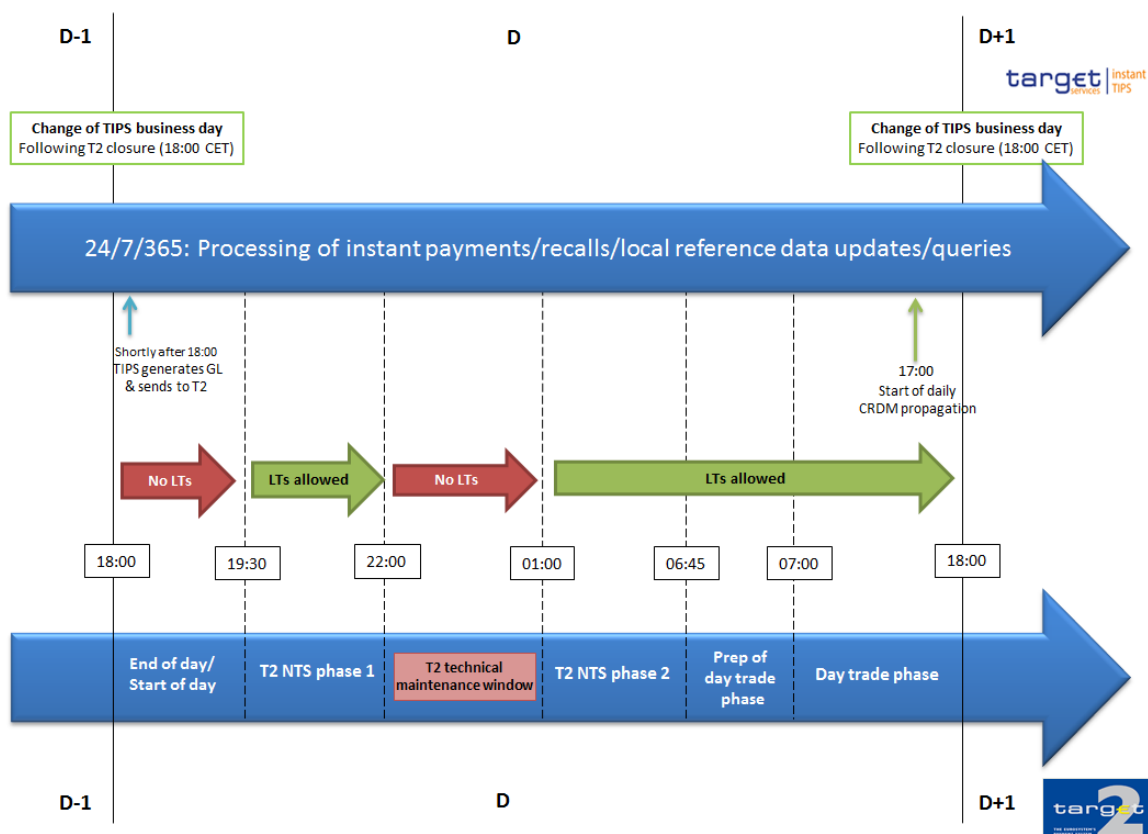 D-1
D
D+1
target
services
instant
TIPS
Change of TIPS business day
Following T2 closure (18:00 CET)
Change of TIPS business day
Following T2 closure (18:00 CET)
24/7/365: Processing of instant payments/recalls/local reference data updates/queries
Shortly after 18:00
TIPS generates GL
& sends to T2
17:00
Start of daily
CRDM propagation
No LTs
LTs allowed
No LTs
LTs allowed
18:00
19:30
22:00
01:00
06:45
07:00
18:00
End of day/
Start of day
T2 NTS phase 1
T2 technical
maintenance window
T2 NTS phase 2
Prep of
day trade
phase
Day trade phase
D-1
D
D+1
target
2